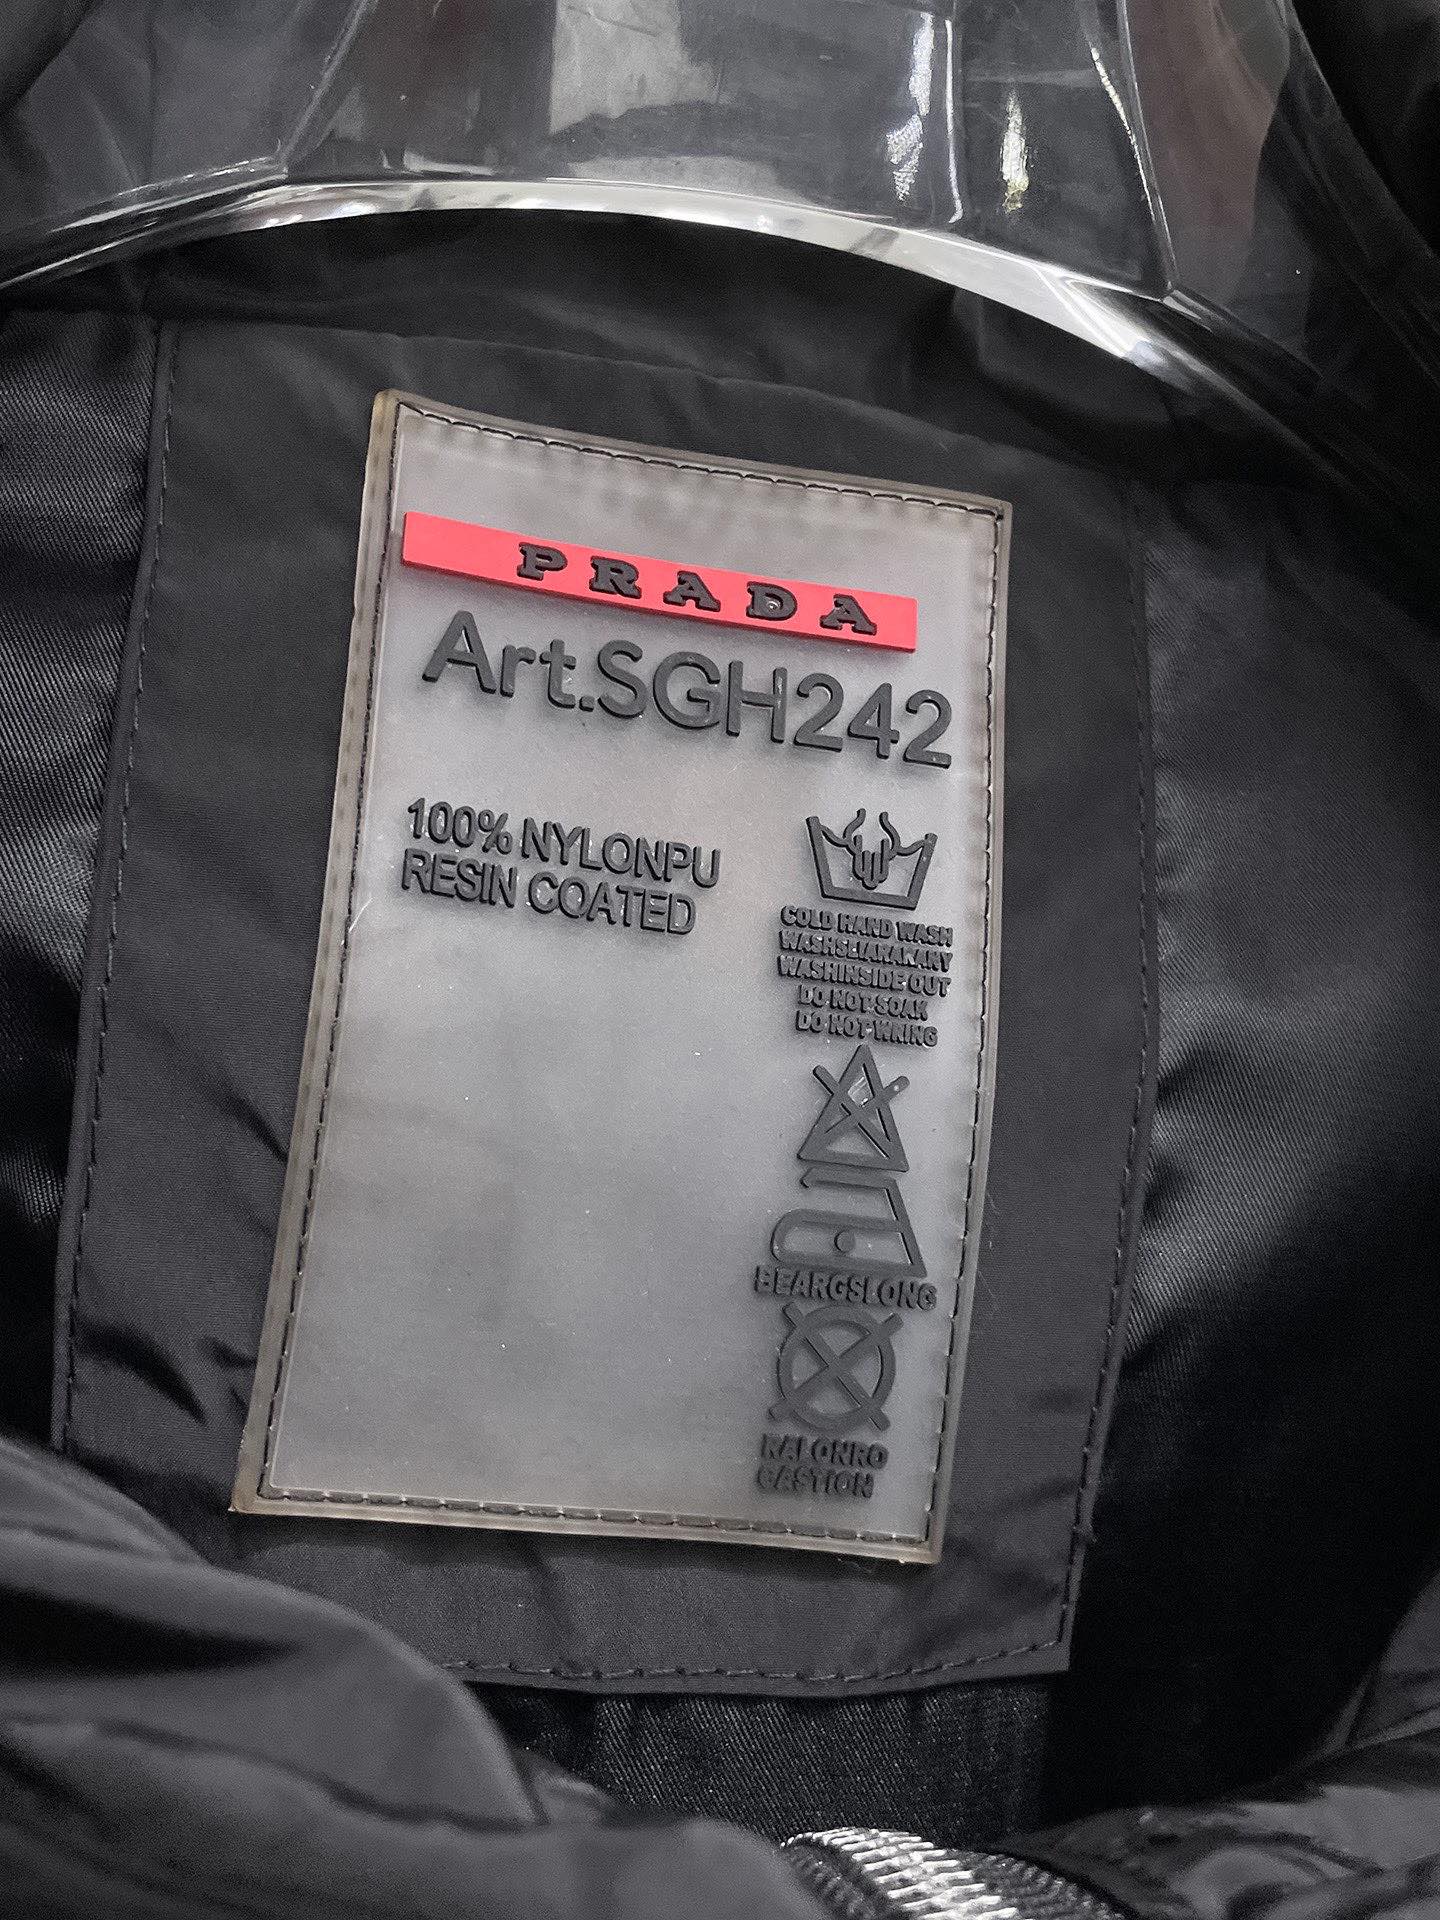 PRADA
Art.SGH242
100% NYLONPU
RESIN COATED
COLD HAND WASH
WASHSEIARAKANY
WASHINSIDE OUT
DO NOT SOAK
DO NOT WRING
BEARGSLONG
KALONRO
GASTION